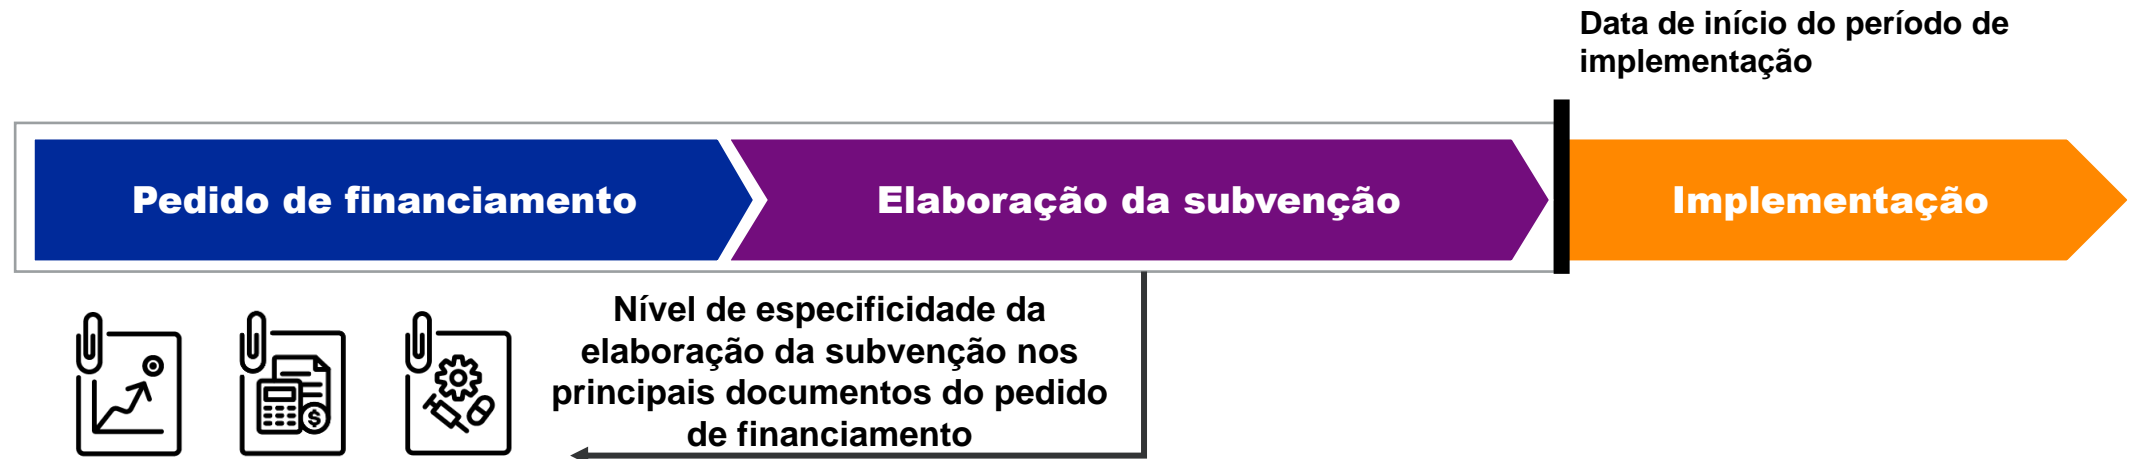 Data de início do período de
implementação
Pedido de financiamento
Elaboração da subvenção
Implementação
Nível de especificidade da
elaboração da subvenção nos
principais documentos do pedido
de financiamento
$